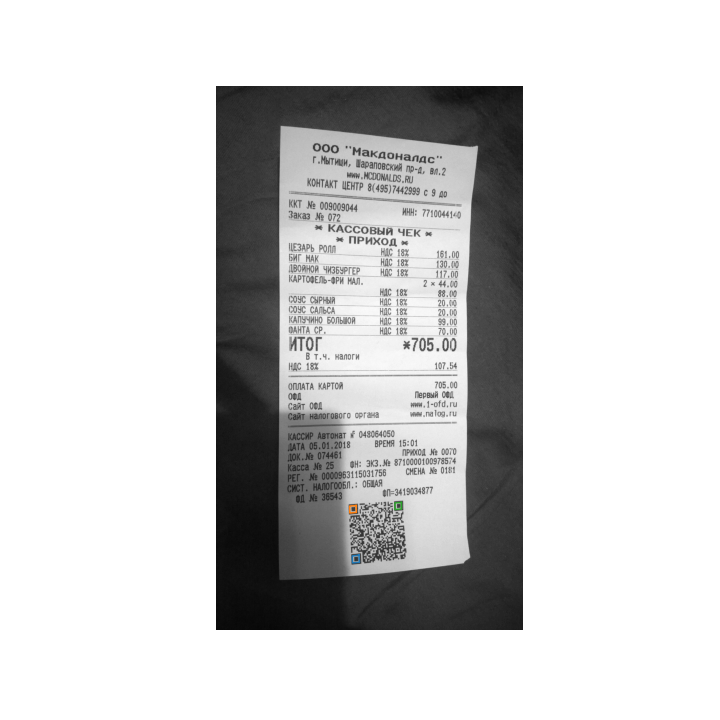 ООО "Макдоналдс"
г.Мытищи, Шараповский пр-д, вл.2
www.MCDONALDS.RU
КОНТАКТ ЦЕНТР 8(495)7442999 с 9 до
ККТ № 009009044 ИНН: 7710044140
Заказ № 072
* КАССОВЫЙ ЧЕК *
* ПРИХОД *
ЦЕЗАРЬ РОЛЛ НДС 18% 161.00
БИГ МАК НДС 18% 130.00
ДВОЙНОЙ ЧИЗБУРГЕР НДС 18% 117.00
КАРТОФЕЛЬ-ФРИ МАЛ. 2 × 44.00
НДС 18% 88.00
СОУС СЫРНЫЙ НДС 18% 20.00
СОУС САЛЬСА НДС 18% 20.00
КАПУЧИНО БОЛЬШОЙ НДС 18% 99.00
ФАНТА СР. НДС 18% 70.00
ИТОГ *705.00
В т.ч. налоги
НДС 18% 107.54
ОПЛАТА КАРТОЙ 705.00
ОФД Первый ОФД
Сайт ОФД www.1-ofd.ru
Сайт налогового органа www.nalog.ru
КАССИР Автомат № 048064050
ДАТА 05.01.2018 ВРЕМЯ 15:01
ДОК.№ 074461 ПРИХОД № 0070
Касса № 25 ФН: ЭКЗ.№ 8710000100978574
РЕГ. № 0000963115031756 СМЕНА № 0181
СИСТ. НАЛОГООБЛ.: ОБЩАЯ
ФД № 36543 ФП=3419034877